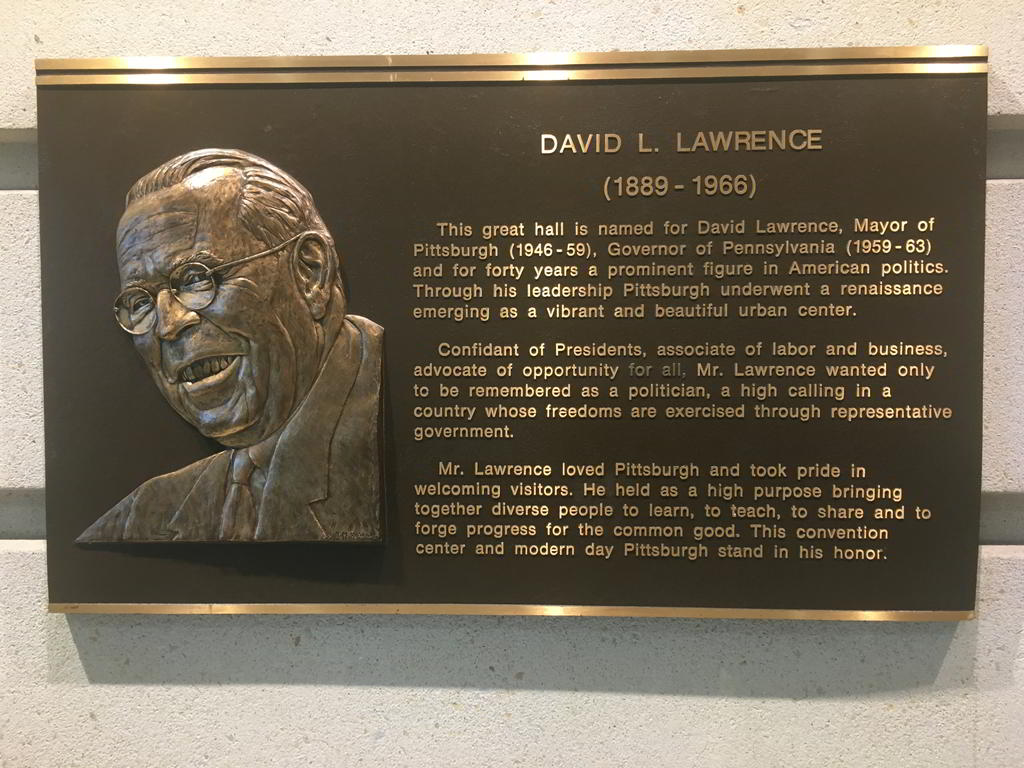 DAVID L. LAWRENCE
(1889 - 1966)
This great hall is named for David Lawrence, Mayor of
Pittsburgh (1946 - 59), Governor of Pennsylvania (1959 - 63)
and for forty years a prominent figure in American politics.
Through his leadership Pittsburgh underwent a renaissance
emerging as a vibrant and beautiful urban center.
Confidant of Presidents, associate of labor and business,
advocate of opportunity for all, Mr. Lawrence wanted only
to be remembered as a politician, a high calling in a
country whose freedoms are exercised through representative
government.
Mr. Lawrence loved Pittsburgh and took pride in
welcoming visitors. He held as a high purpose bringing
together diverse people to learn, to teach, to share and to
forge progress for the common good. This convention
center and modern day Pittsburgh stand in his honor.